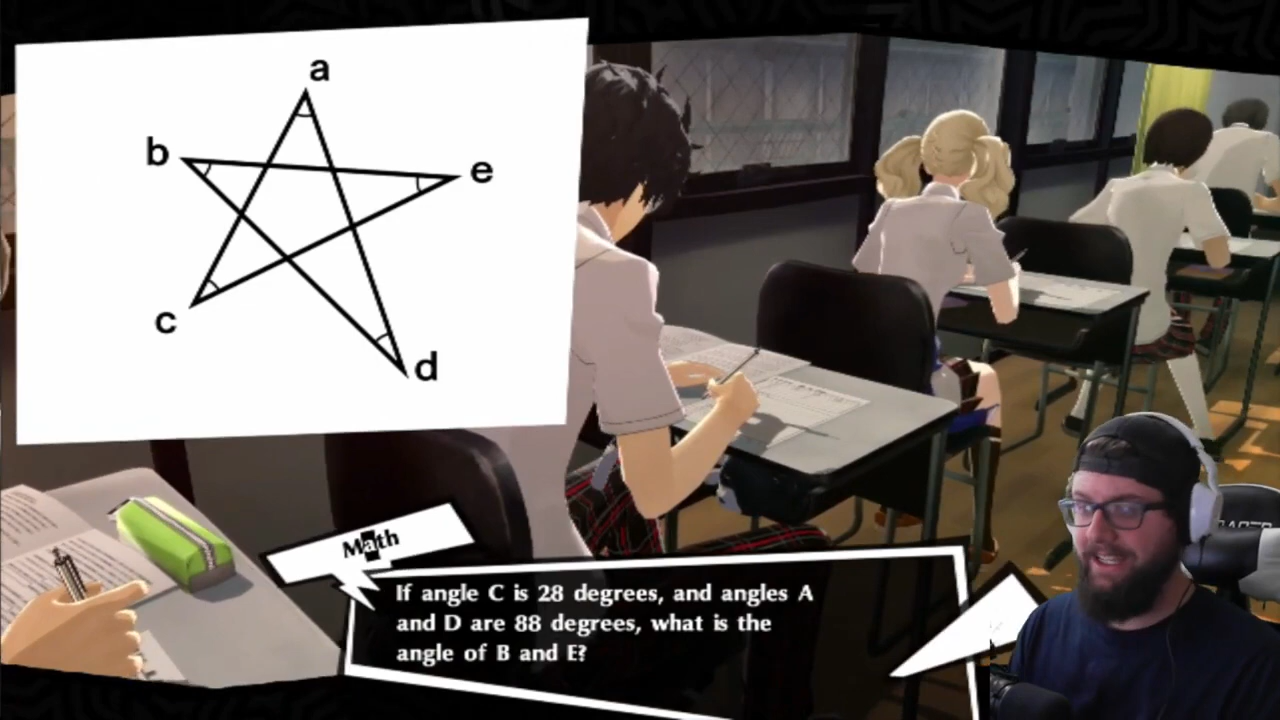 a
b
e
c
d
Math
If angle C is 28 degrees, and angles A
and D are 88 degrees, what is the
angle of B and E?